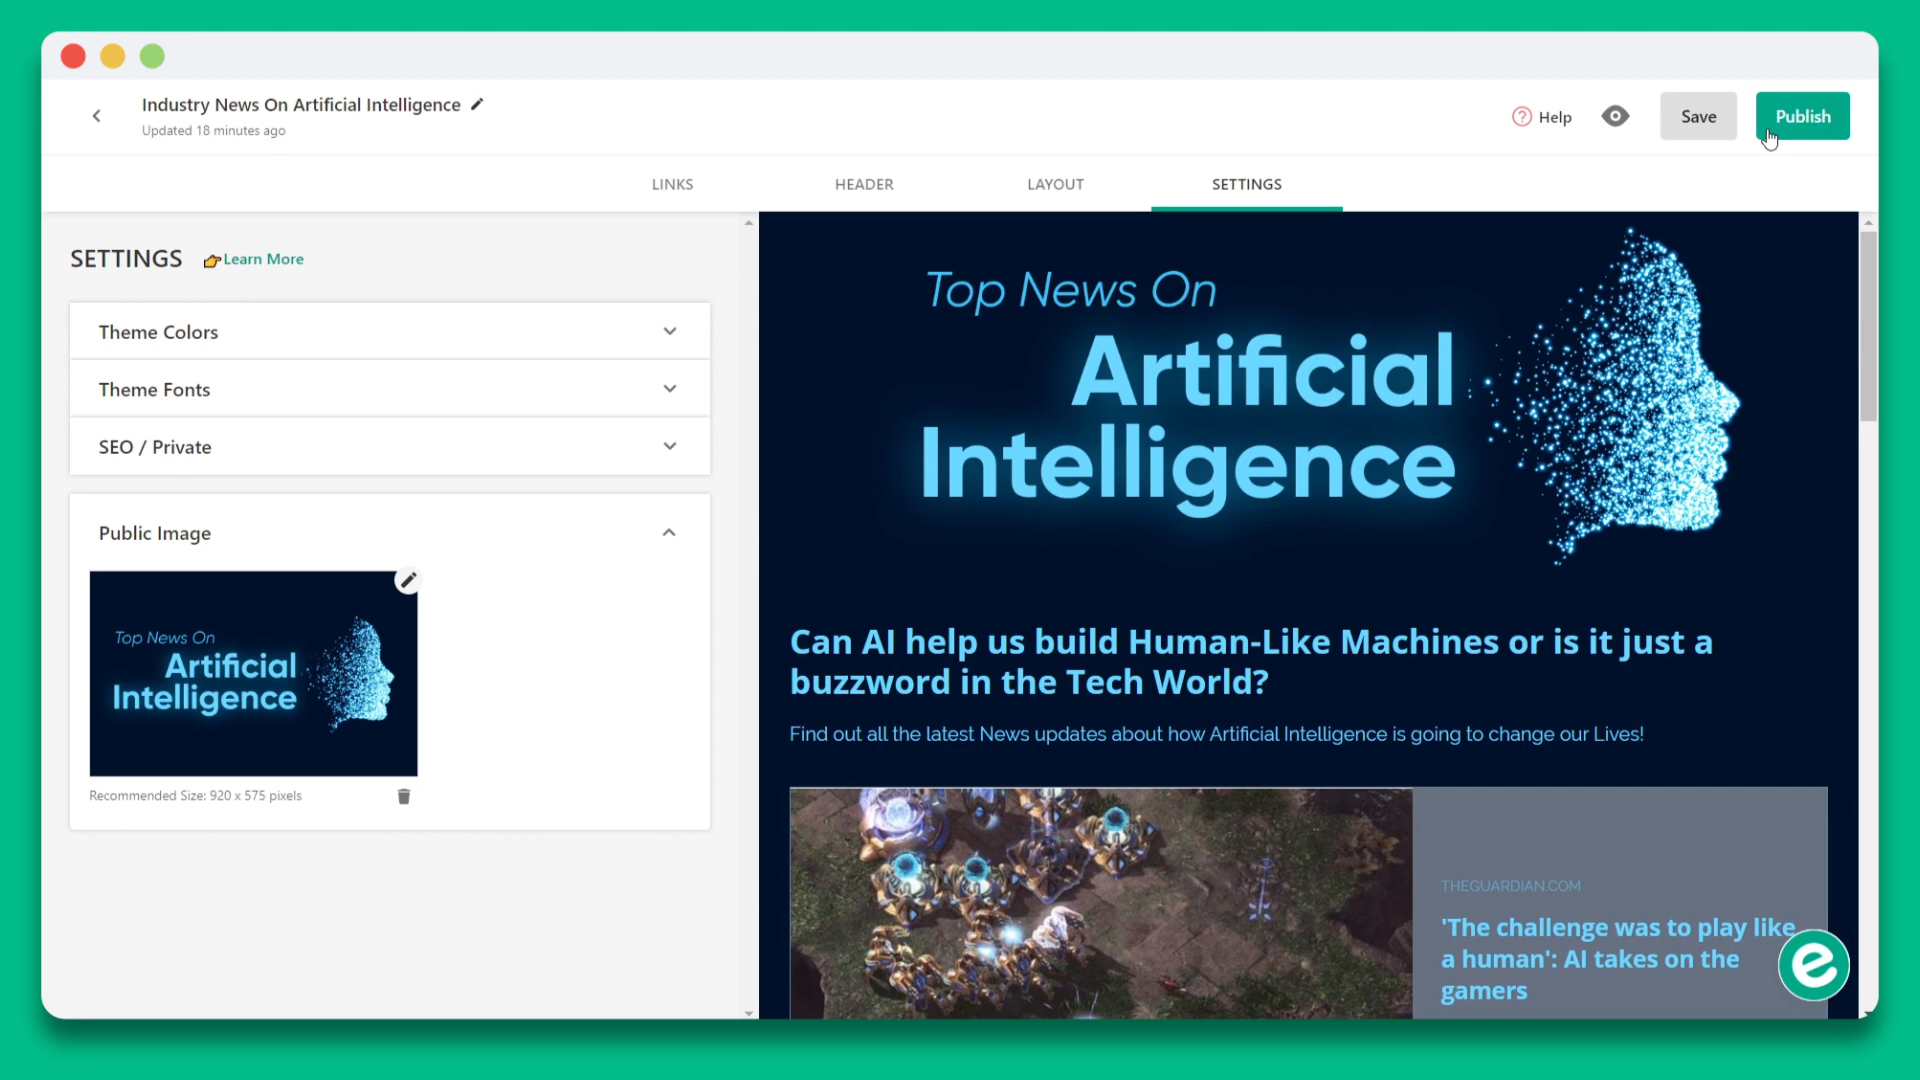 Industry News On Artificial Intelligence
Updated 18 minutes ago
? Help
Save
Publish
LINKS
HEADER
LAYOUT
SETTINGS
SETTINGS
Learn More
Theme Colors
Theme Fonts
SEO / Private
Public Image
Top News On
Artificial
Intelligence
Recommended Size: 920 x 575 pixels
Top News On
Artificial
Intelligence
Can AI help us build Human-Like Machines or is it just a
buzzword in the Tech World?
Find out all the latest News updates about how Artificial Intelligence is going to change our Lives!
THEGUARDIAN.COM
'The challenge was to play like
a human': AI takes on the
gamers
e